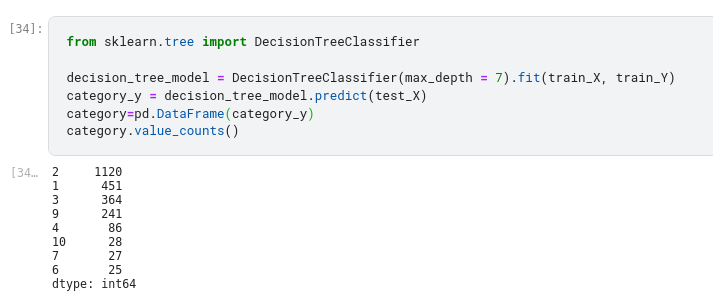 [34]:
from sklearn.tree import DecisionTreeClassifier
decision_tree_model = DecisionTreeClassifier(max_depth = 7).fit(train_X, train_Y)
category_y = decision_tree_model.predict(test_X)
category=pd.DataFrame(category_y)
category.value_counts()
[34…
2     1120
1      451
3      364
9      241
4       86
10      28
7       27
6       25
dtype: int64